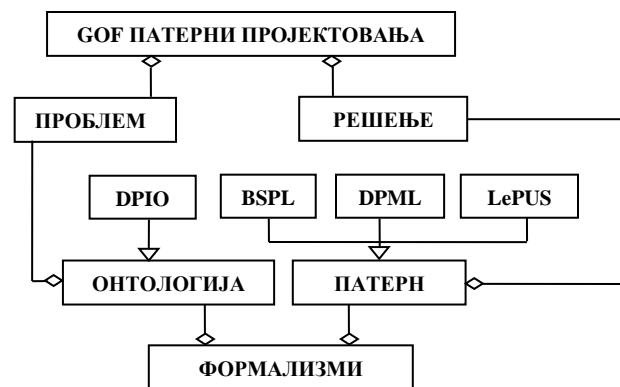 GOF ПАТЕРНИ ПРОЈЕКТОВАЊА
ПРОБЛЕМ
РЕШЕЊЕ
DPIO
BSPL
DPML
LePUS
ОНТОЛОГИЈА
ПАТЕРН
ФОРМАЛИЗМИ